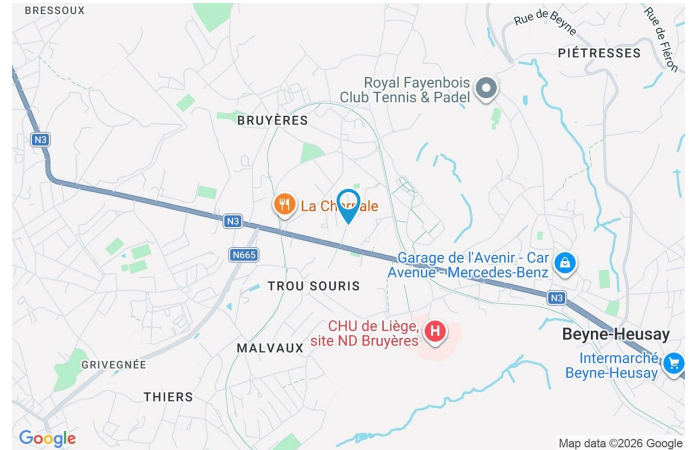 BRESSOUX
Rue de Beyne
Rue de Fléron
PIÉTRESSES
Royal Fayenbois
Club Tennis & Padel
BRUYÈRES
N3
La Charnale
N3
N665
Garage de l'Avenir - Car
Avenue - Mercedes-Benz
TROU SOURIS
N3
CHU de Liège,
site ND Bruyères
H
Beyne-Heusay
MALVAUX
Intermarché
Beyne-Heusay
GRIVEGNÉE
THIERS
Google
Map data ©2026 Google